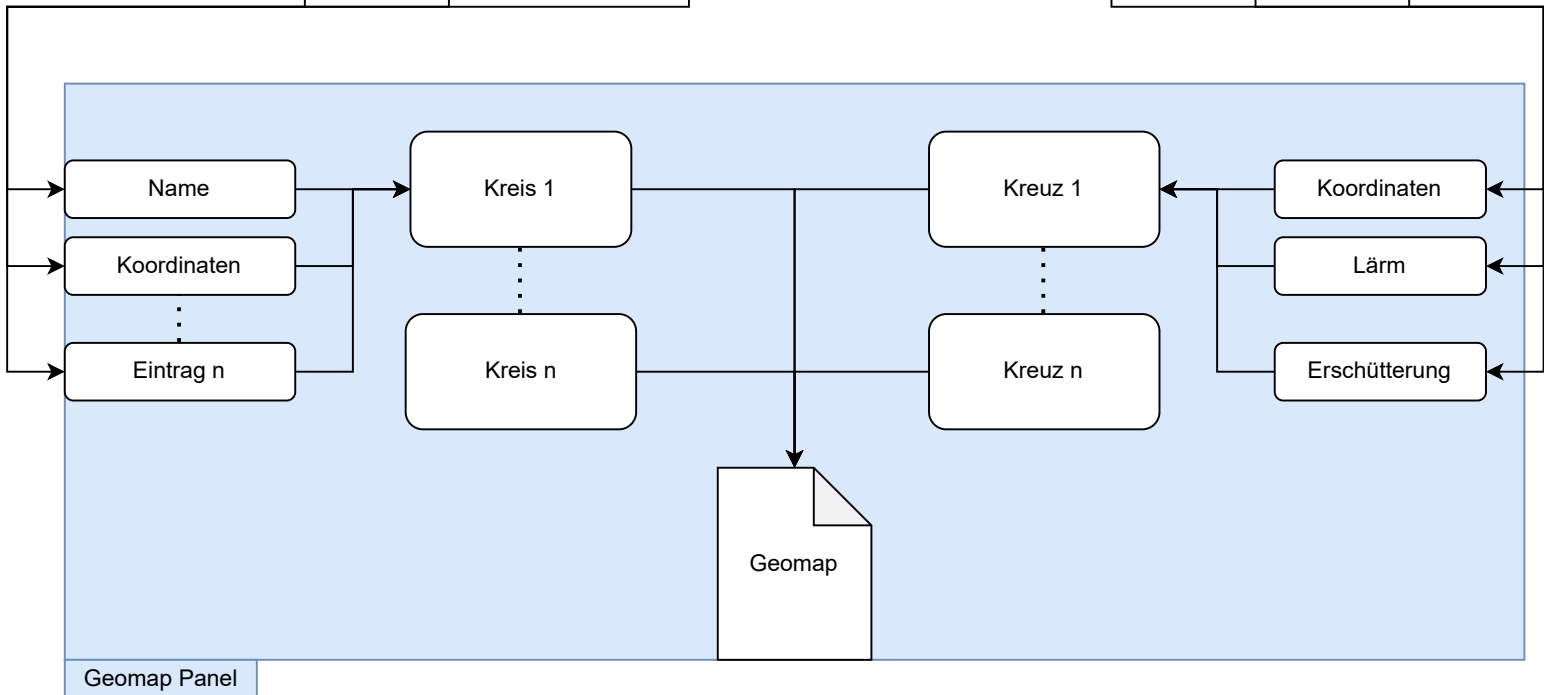 Name
Kreis 1
Kreuz 1
Koordinaten
Koordinaten
Lärm
Eintrag n
Kreis n
Kreuz n
Erschütterung
Geomap
Geomap Panel